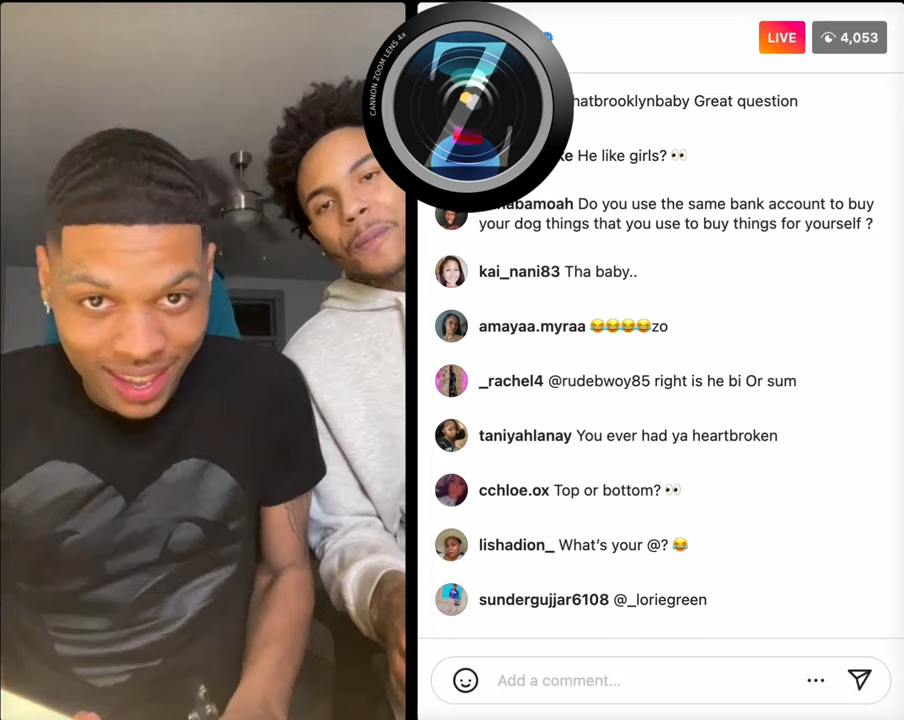 CANNON ZOOM LENS 4x
LIVE
4,053
hatbrooklynbaby Great question
He like girls? 👀
abamoah Do you use the same bank account to buy
your dog things that you use to buy things for yourself ?
kai_nani83 Tha baby..
amayaa.myraa 😂😂😂😂zo
_rachel4 @rudebwoy85 right is he bi Or sum
taniyahlanay You ever had ya heartbroken
cchloe.ox Top or bottom? 👀
lishadion_ What's your @? 😂
sundergujjar6108 @_loriegreen
Add a comment...